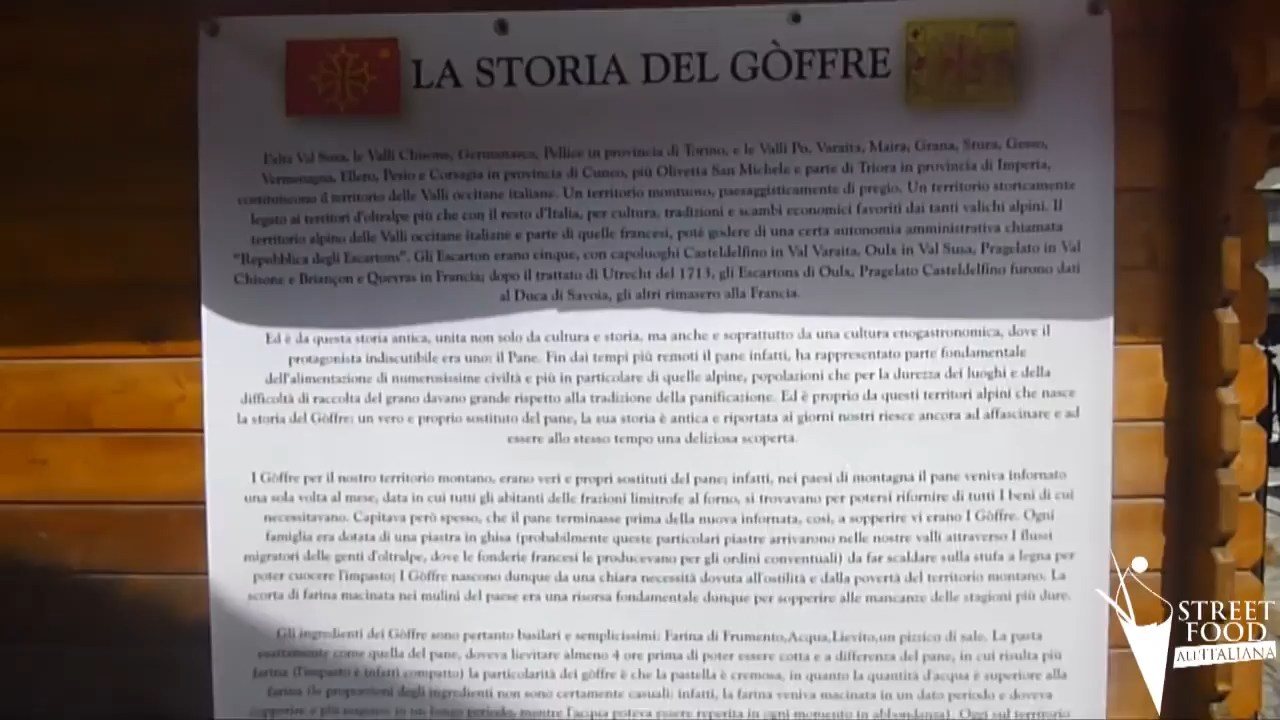 LA STORIA DEL GÒFFRE
L'alta Val Susa, le Valli Chisone, Germanasca, Pellice in provincia di Torino, e le Valli Po, Varaita, Maira, Grana, Stura, Gesso,
Vermenagna, Ellero, Pesio e Corsaglia in provincia di Cuneo, più Olivetta San Michele e parte di Triora in provincia di Imperia,
costituiscono il territorio delle Valli occitane italiane. Un territorio montuoso, paesaggisticamente di pregio. Un territorio storicamente
legato ai territori d'oltralpe più che con il resto d'Italia, per cultura, tradizioni e scambi economici favoriti dai tanti valichi alpini. Il
territorio alpino delle Valli occitane italiane e parte di quelle francesi, potè godere di una certa autonomia amministrativa chiamata
"Repubblica degli Escartons". Gli Escarton erano cinque, con capoluoghi Casteldelfino in Val Varaita, Oulx in Val Susa, Pragelato in Val
Chisone e Briançon e Queyras in Francia; dopo il trattato di Utrecht del 1713, gli Escartons di Oulx, Pragelato Casteldelfino furono dati
al Duca di Savoia, gli altri rimasero alla Francia.
Ed è da questa storia antica, unita non solo da cultura e storia, ma anche e soprattutto da una cultura enogastronomica, dove il
protagonista indiscutibile era uno: il Pane. Fin dai tempi più remoti il pane infatti, ha rappresentato parte fondamentale
dell'alimentazione di numerosissime civiltà e più in particolare di quelle alpine, popolazioni che per la durezza dei luoghi e della
difficoltà di raccolta del grano davano grande rispetto alla tradizione della panificazione. Ed è proprio da questi territori alpini che nasce
la storia del Gòffre: un vero e proprio sostituto del pane, la sua storia è antica e riportata ai giorni nostri riesce ancora ad affascinare e ad
essere allo stesso tempo una deliziosa scoperta.
I Gòffre per il nostro territorio montano, erano veri e propri sostituti del pane; infatti, nei paesi di montagna il pane veniva infornato
una sola volta al mese, data in cui tutti gli abitanti delle frazioni limitrofe al forno, si trovavano per potersi rifornire di tutti I beni di cui
necessitavano. Capitava però spesso, che il pane terminasse prima della nuova infornata, così, a sopperire vi erano I Gòffre. Ogni
famiglia era dotata di una piastra in ghisa (probabilmente queste particolari piastre arrivarono nelle nostre valli attraverso I flussi
migratori delle genti d'oltralpe, dove le fonderie francesi le producevano per gli ordini conventuali) da far scaldare sulla stufa a legna per
poter cuocere l'impasto; I Gòffre nascono dunque da una chiara necessità dovuta all'ostilità e dalla povertà del territorio montano. La
scorta di farina macinata nei mulini del paese era una risorsa fondamentale dunque per sopperire alle mancanze delle stagioni più dure.
Gli ingredienti dei Gòffre sono pertanto basilari e semplicissimi: Farina di Frumento,Acqua,Lievito,un pizzico di sale. La pasta
esattamente come quella del pane, doveva lievitare almeno 4 ore prima di poter essere cotta e a differenza del pane, in cui risulta più
farina (l'impasto è infatti compatto) la particolarità dei gòffre è che la pastella è cremosa, in quanto la quantità d'acqua è superiore alla
farina (le proporzioni degli ingredienti non sono certamente casuali: infatti, la farina veniva macinata in un dato periodo e doveva
sopperire a più stagioni in un lungo periodo, mentre l'acqua poteva essere reperita in ogni momento in abbondanza). Oggi sul territorio
STREET
FOOD
ALL'ITALIANA